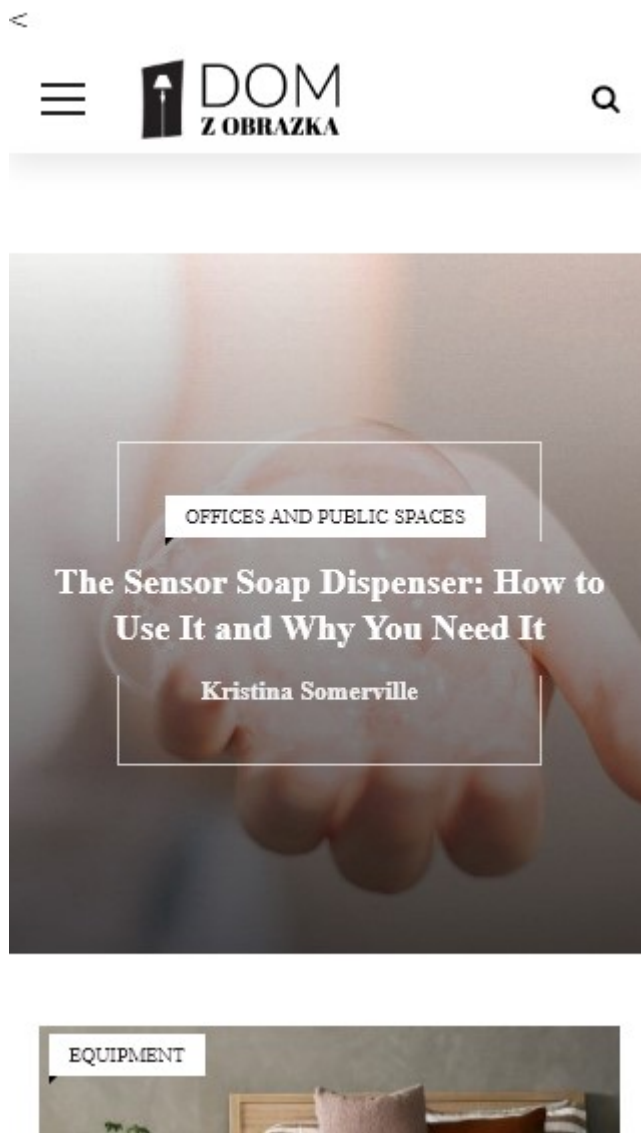 <
DOM
Z OBRAZKA
OFFICES AND PUBLIC SPACES
The Sensor Soap Dispenser: How to
Use It and Why You Need It
Kristina Somerville
EQUIPMENT